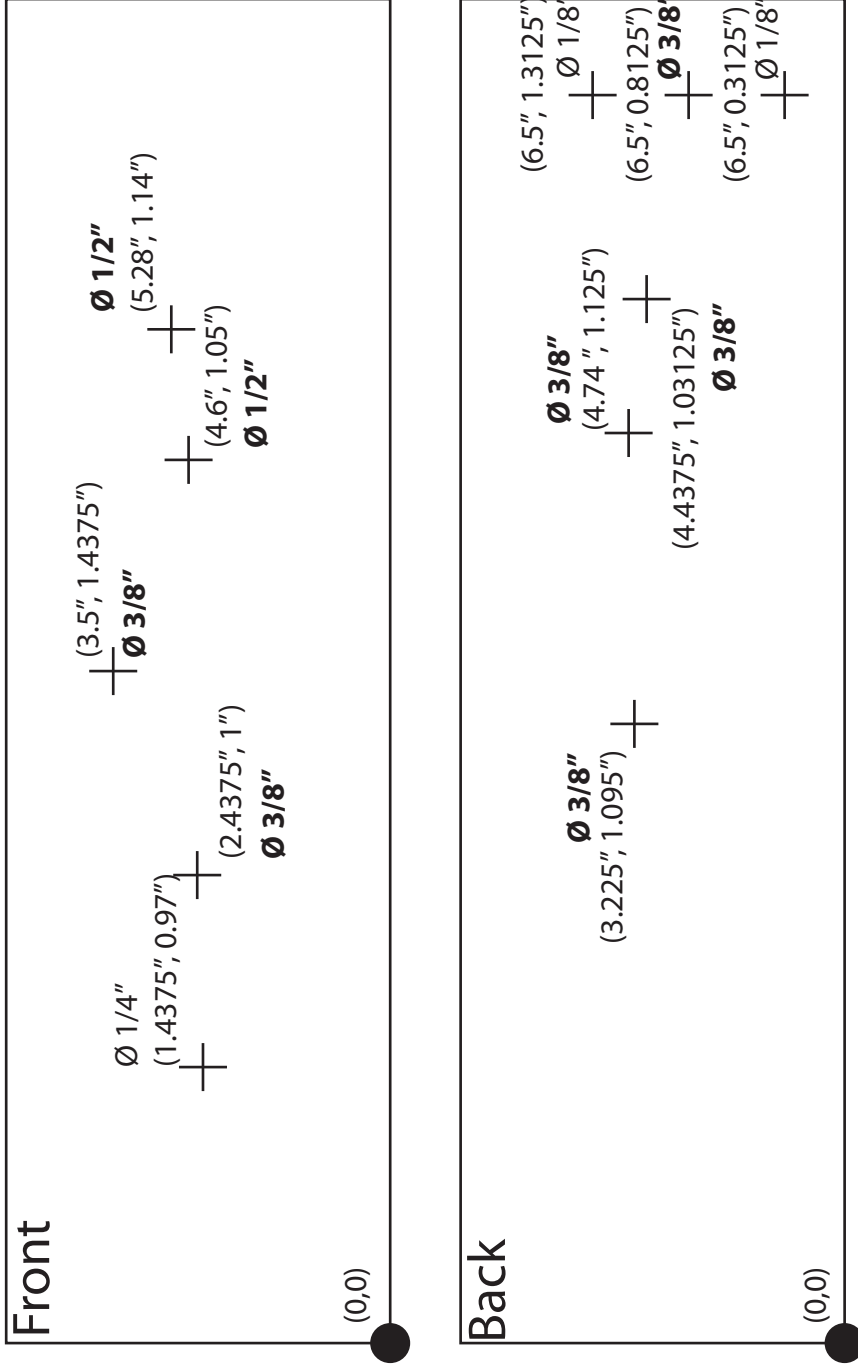 Front
(0,0)
Ø 1/4”
(1.4375”, 0.97”)
(2.4375”, 1”)
Ø 3/8”
(3.5”, 1.4375”)
Ø 3/8”
(4.6”, 1.05”)
Ø 1/2”
Ø 1/2”
(5.28”, 1.14”)
Back
(0,0)
Ø 3/8”
(3.225”, 1.095”)
Ø 3/8”
(4.74 ”, 1.125”)
(4.4375”, 1.03125”)
Ø 3/8”
(6.5”, 1.3125”)
Ø 1/8”
(6.5”, 0.8125”)
Ø 3/8”
(6.5”, 0.3125”)
Ø 1/8”